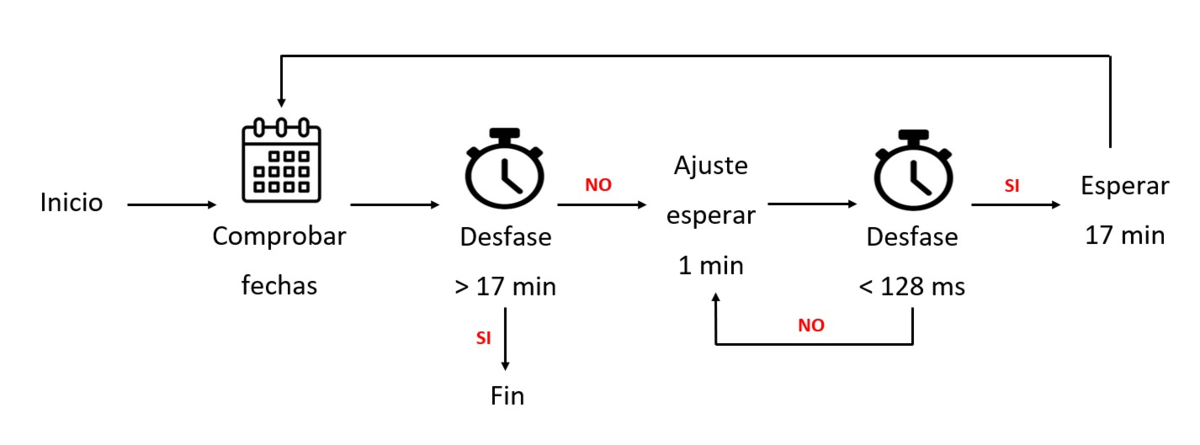 Inicio
Comprobar
fechas
Desfase
> 17 min
SI
Fin
NO
Ajuste
esperar
1 min
Desfase
< 128 ms
NO
SI
Esperar
17 min